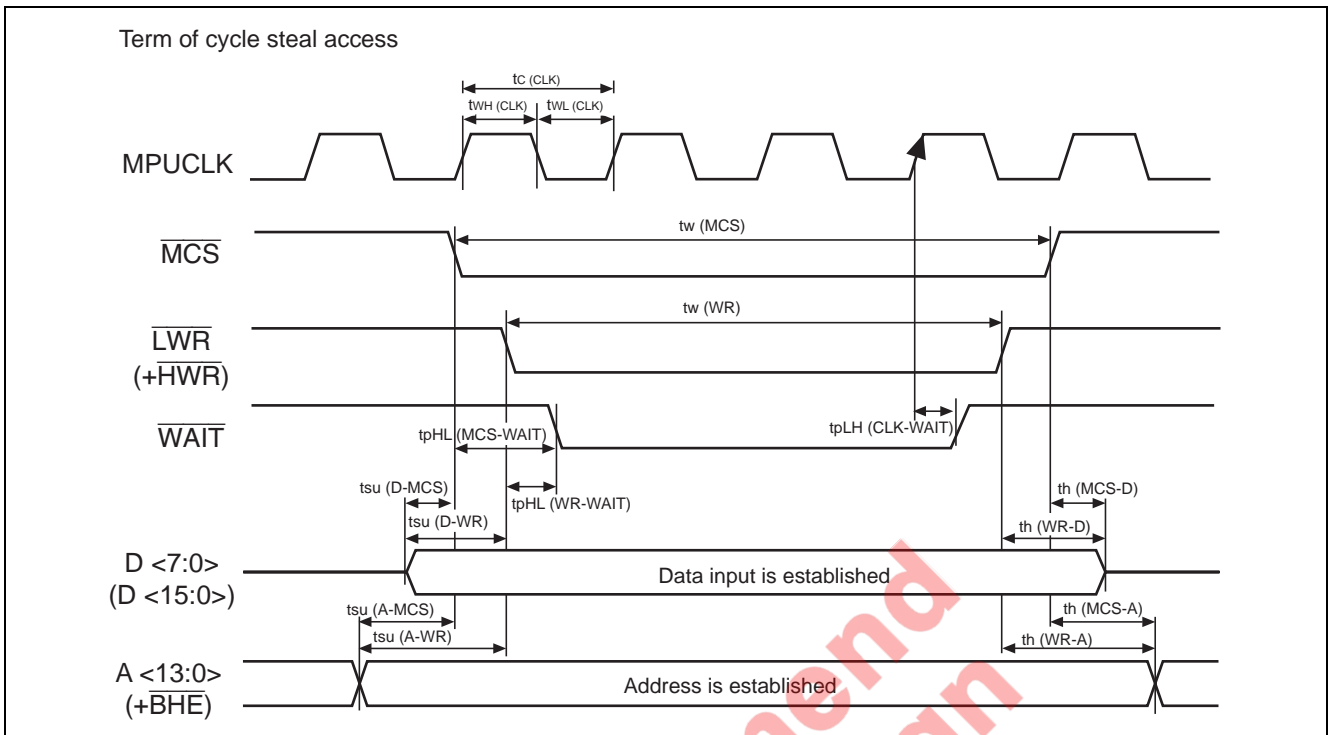 Term of cycle steal access
tC (CLK)
tWH (CLK) tWL (CLK)
MPUCLK
tw (MCS)
MCS
tw (WR)
LWR
(+HWR)
WAIT
tpHL (MCS-WAIT)
tpLH (CLK-WAIT)
tsu (D-MCS)
tpHL (WR-WAIT)
th (MCS-D)
tsu (D-WR)
th (WR-D)
D <7:0>
(D <15:0>)
Data input is established
tsu (A-MCS)
th (MCS-A)
tsu (A-WR)
th (WR-A)
A <13:0>
(+BHE)
Address is established